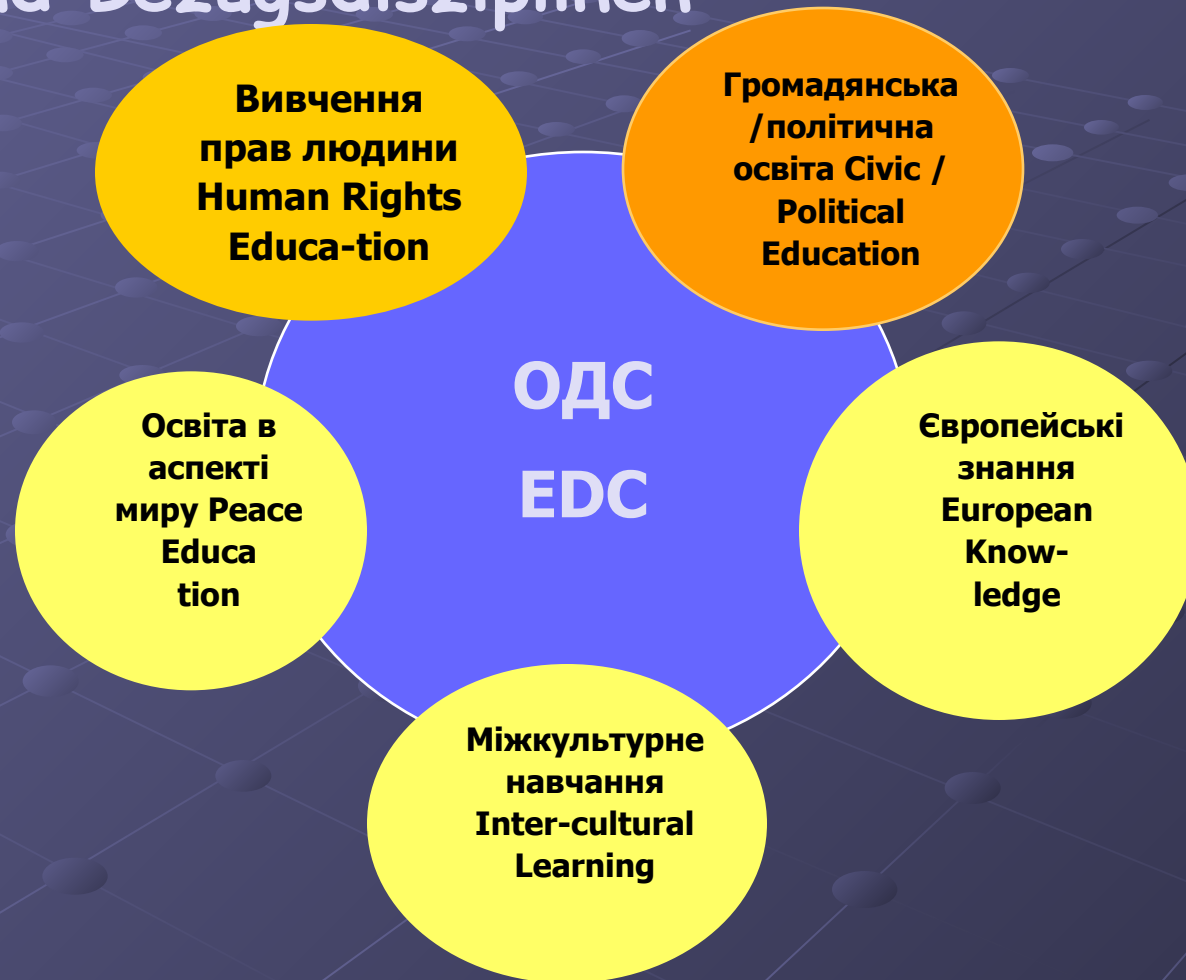 Bezugsdisziplinen
Вивчення
прав людини
Human Rights
Educa-tion
Громадянська
/політична
освіта Civic /
Political
Education
ОДС
EDC
Освіта в
аспекті
миру Peace
Educa
tion
Європейські
знання
European
Know-
ledge
Міжкультурне
навчання
Inter-cultural
Learning